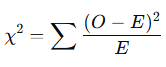 χ² = ∑ (O − E)² / E